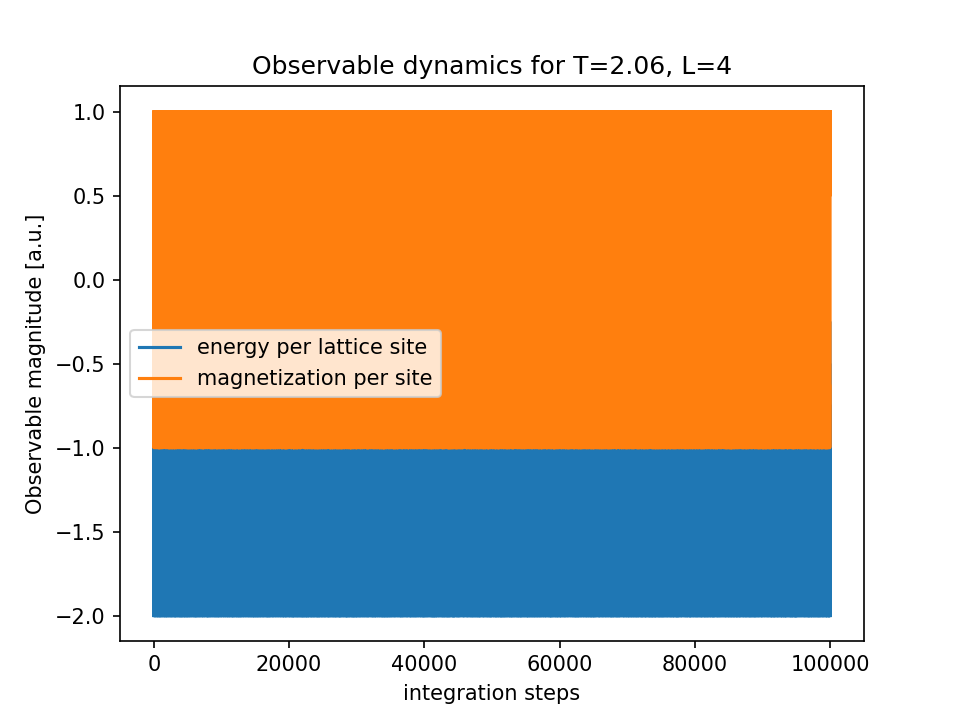 Observable dynamics for T=2.06, L=4
Observable magnitude [a.u.]
1.0
0.5
0.0
−0.5
−1.0
−1.5
−2.0
energy per lattice site
magnetization per site
0 20000 40000 60000 80000 100000
integration steps